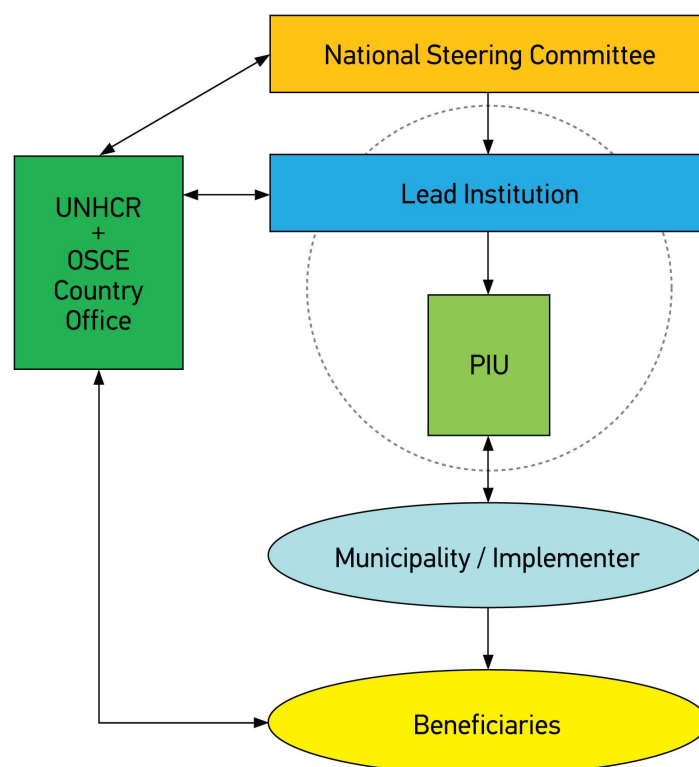 National Steering Committee
Lead Institution
UNHCR
+
OSCE
Country
Office
PIU
Municipality / Implementer
Beneficiaries